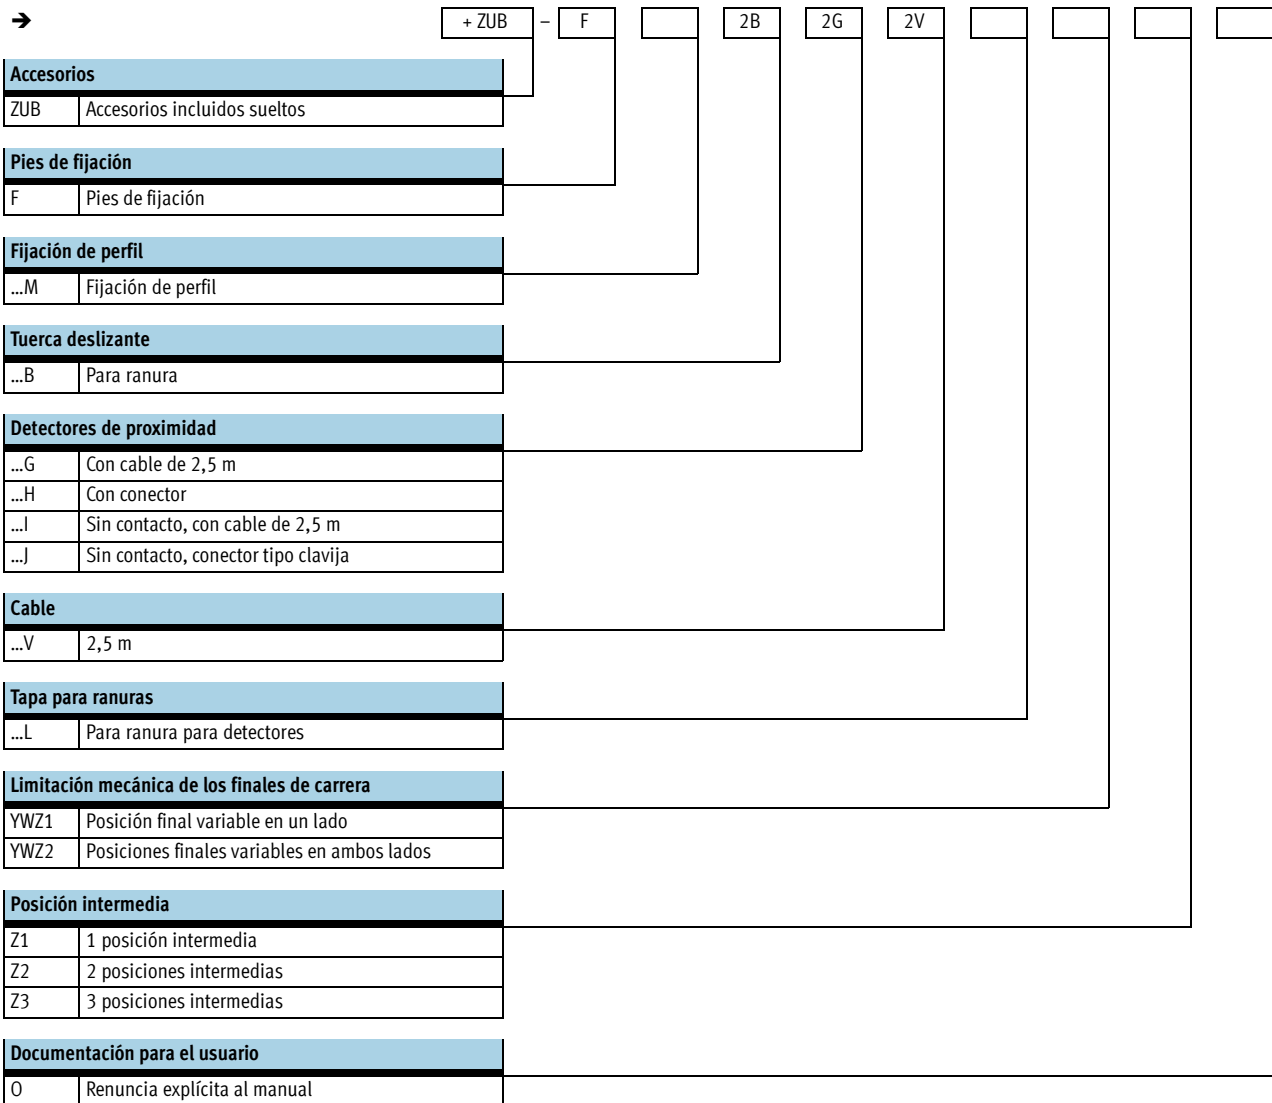 ➔ + ZUB – F 2B 2G 2V
Accesorios
ZUB Accesorios incluidos sueltos
Pies de fijación
F Pies de fijación
Fijación de perfil
...M Fijación de perfil
Tuerca deslizante
...B Para ranura
Detectores de proximidad
...G Con cable de 2,5 m
...H Con conector
...I Sin contacto, con cable de 2,5 m
...J Sin contacto, conector tipo clavija
Cable
...V 2,5 m
Tapa para ranuras
...L Para ranura para detectores
Limitación mecánica de los finales de carrera
YWZ1 Posición final variable en un lado
YWZ2 Posiciones finales variables en ambos lados
Posición intermedia
Z1 1 posición intermedia
Z2 2 posiciones intermedias
Z3 3 posiciones intermedias
Documentación para el usuario
O Renuncia explícita al manual